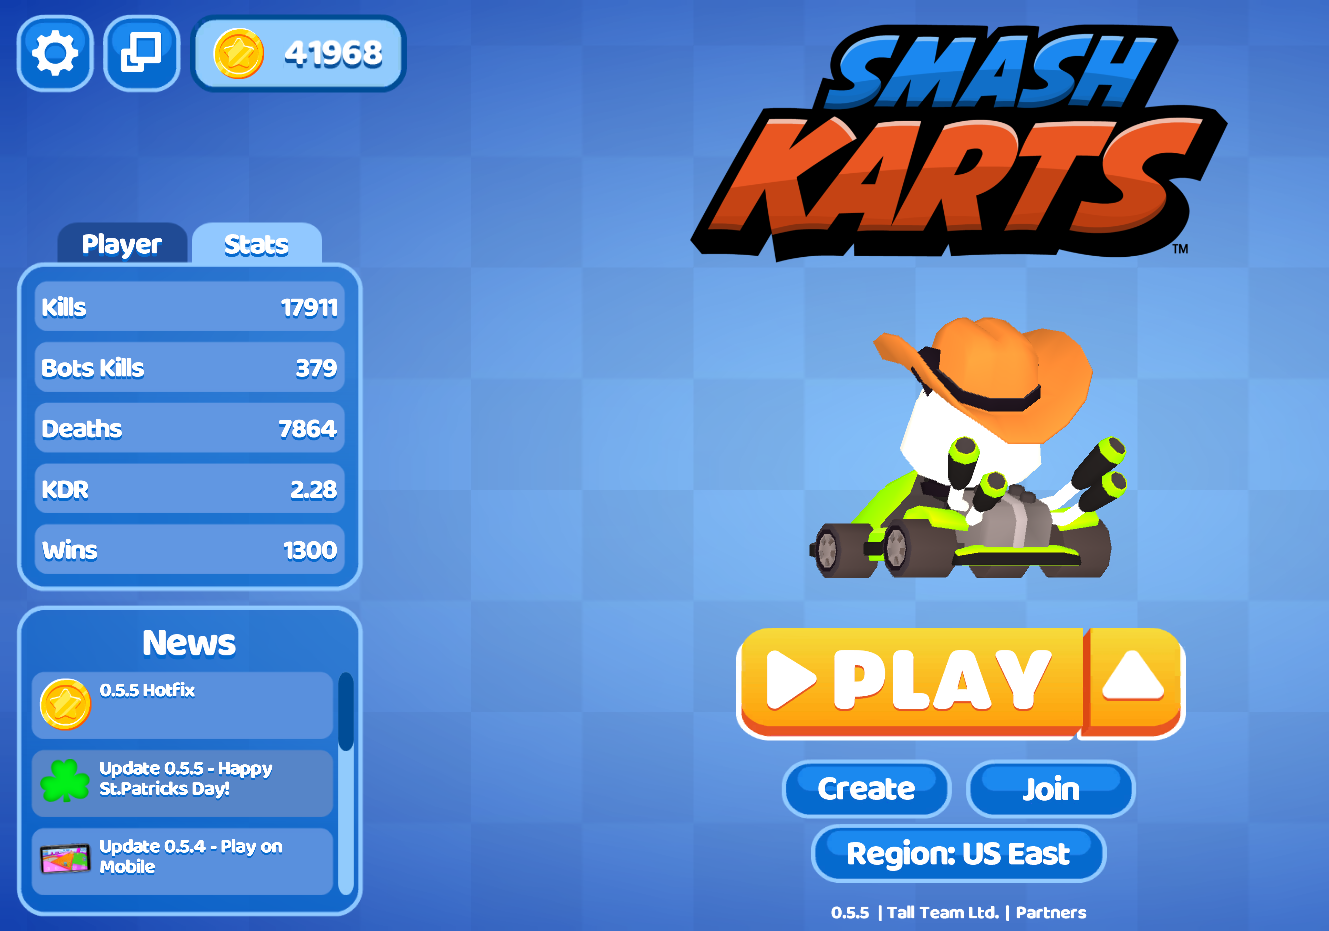 41968
SMASH
KARTS
TM
Player
Stats
Kills 17911
Bots Kills 379
Deaths 7864
KDR 2.28
Wins 1300
News
0.5.5 Hotfix
Update 0.5.5 - Happy
St.Patricks Day!
Update 0.5.4 - Play on
Mobile
PLAY
Create
Join
Region: US East
0.5.5 | Tall Team Ltd. | Partners